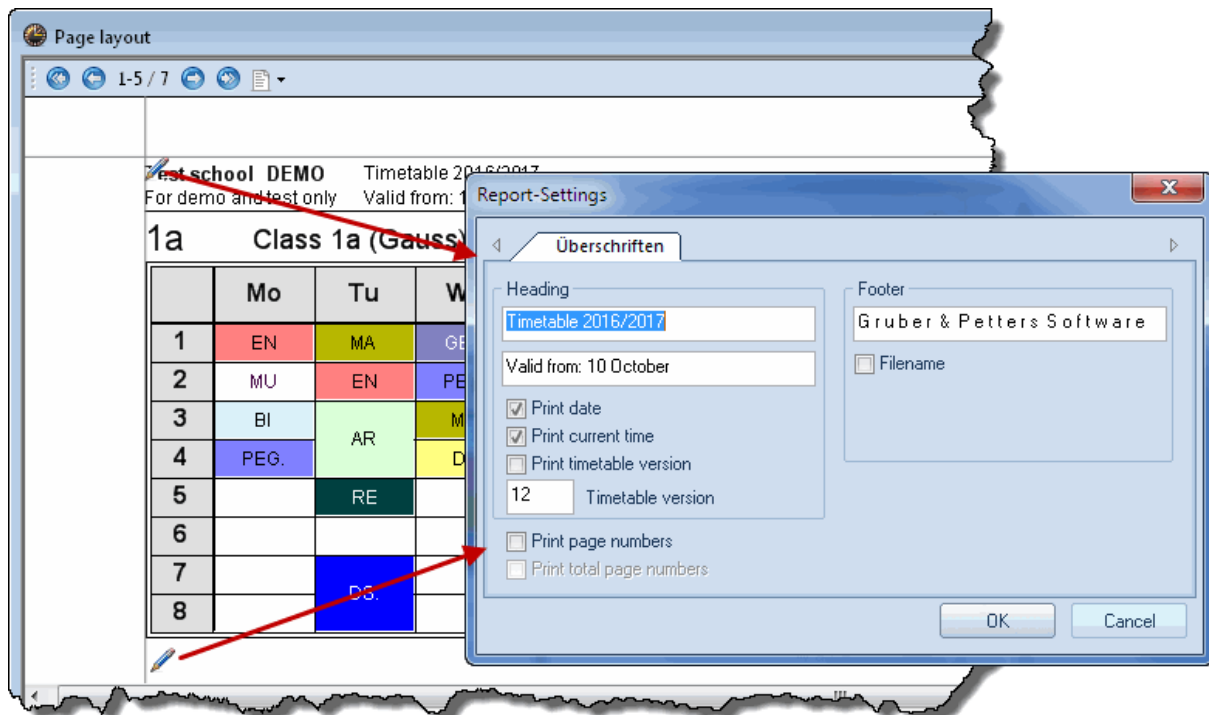 Page layout
1-5 / 7
Test school DEMO Timetable 2016/2017
For demo and test only Valid from: 1
1a Class 1a (Gauss)
Mo Tu W
1 EN MA GE
2 MU EN PE
3 BI AR M
4 PEG. D
5 RE
6
7 DS.
8
Report-Settings
Überschriften
Heading
Timetable 2016/2017
Valid from: 10 October
Print date
Print current time
Print timetable version
12 Timetable version
Print page numbers
Print total page numbers
Footer
Gruber & Petters Software
Filename
OK Cancel